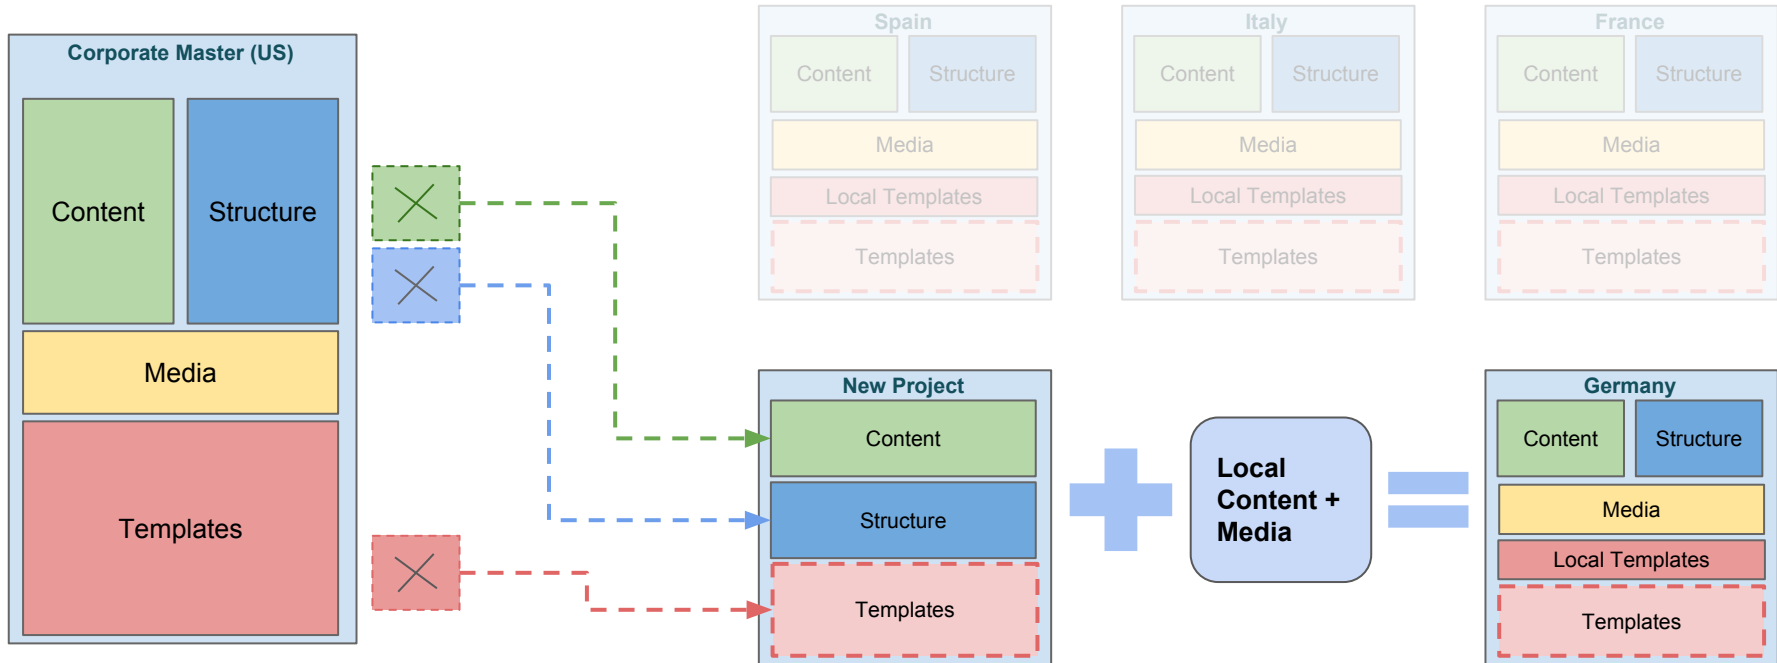 Corporate Master (US)
Content
Structure
Media
Templates
Spain
Content
Structure
Media
Local Templates
Templates
Italy
Content
Structure
Media
Local Templates
Templates
France
Content
Structure
Media
Local Templates
Templates
New Project
Content
Structure
Templates
Local
Content +
Media
Germany
Content
Structure
Media
Local Templates
Templates